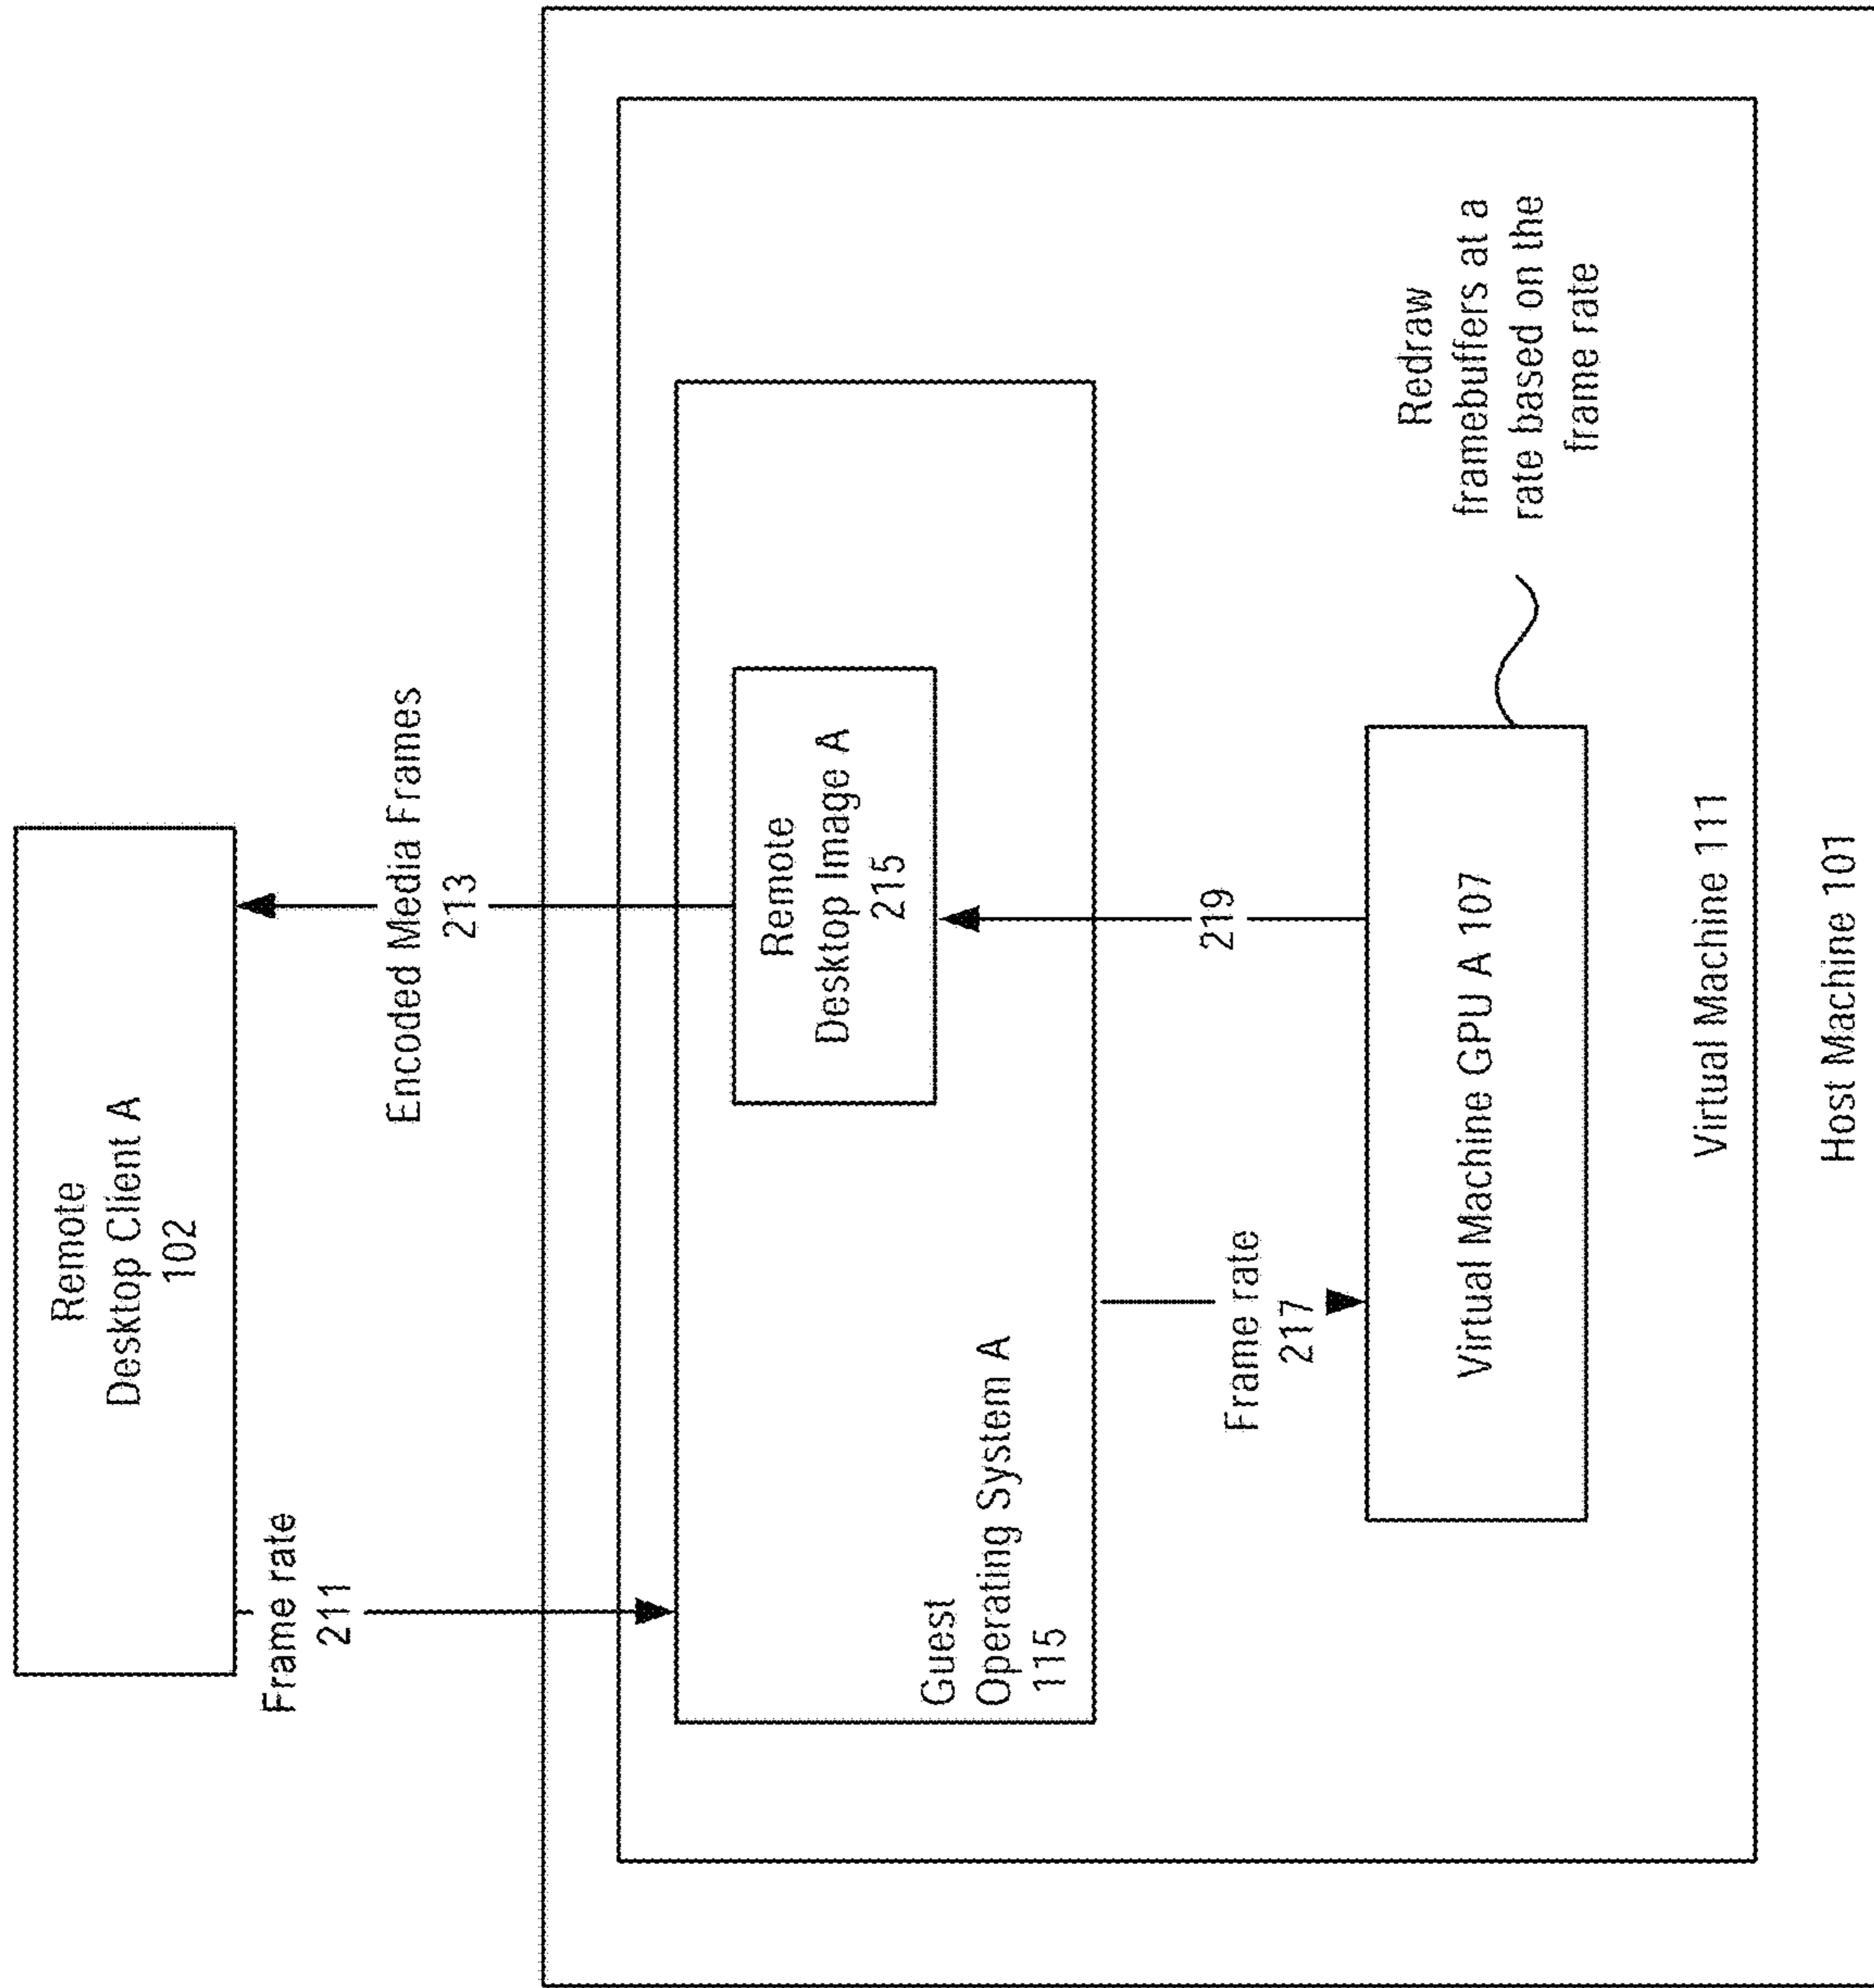 Remote
Desktop Client A
102
Frame rate
211
Encoded Media Frames
213
Remote
Desktop Image A
215
Guest
Operating System A
115
Frame rate
217
219
Virtual Machine GPU A 107
Redraw
framebuffers at a
rate based on the
frame rate
Virtual Machine 111
Host Machine 101